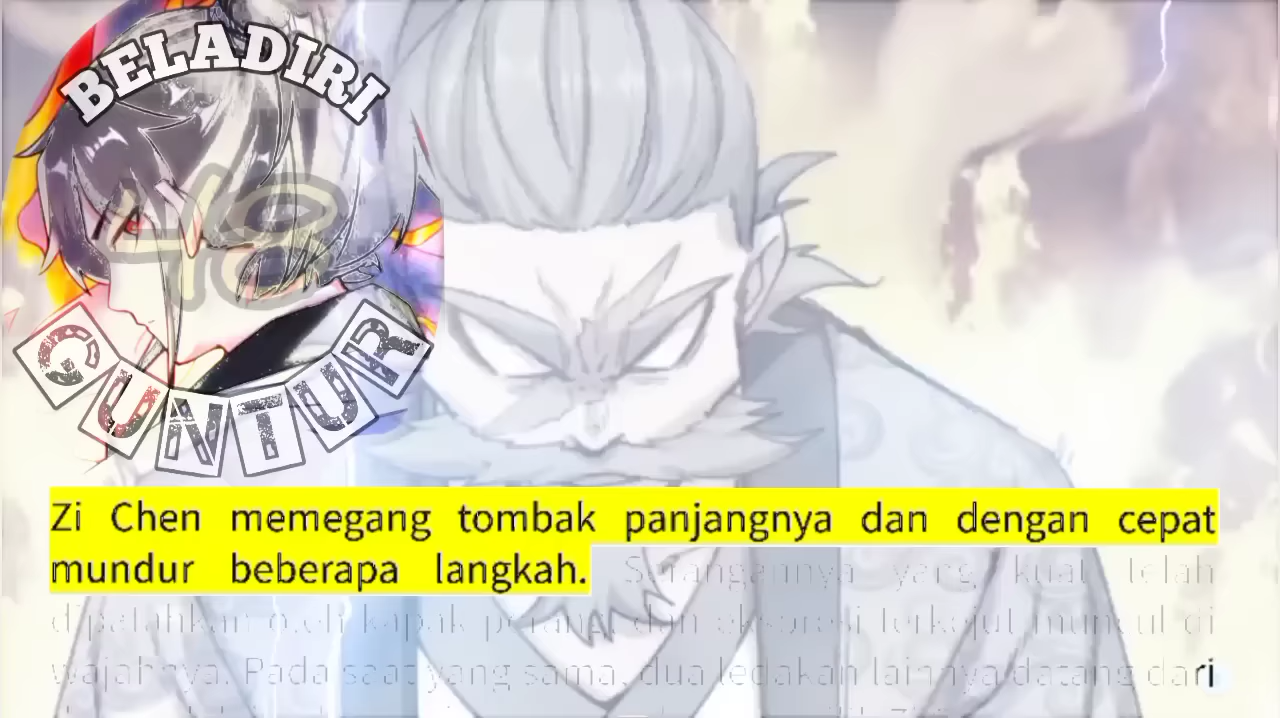 BELADIRI
48
GUNTUR
Zi Chen memegang tombak panjangnya dan dengan cepat
mundur beberapa langkah. Serangannya yang kuat telah
dipatahkan oleh kapak perang, dan ekspresi terkejut muncul di
wajahnya. Pada saat yang sama, dua ledakan lainnya datang dari